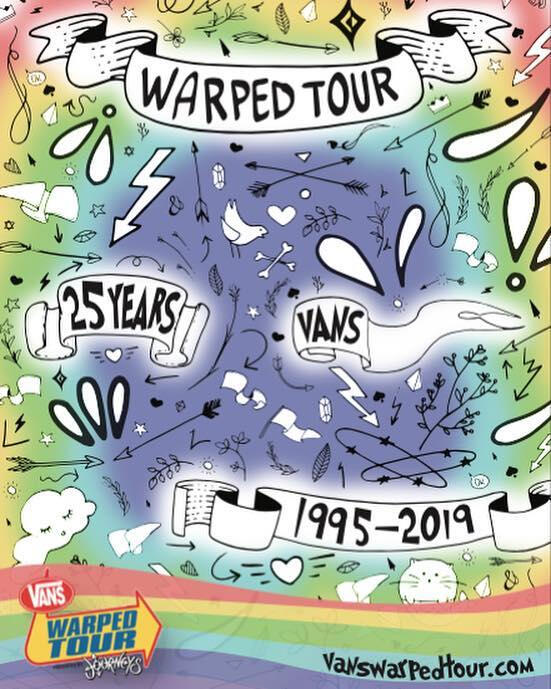 WARPED TOUR
25 YEARS
VANS
1995-2019
VANS
WARPED
TOUR
JOURNEYS
VANSWARPEDTOUR.COM